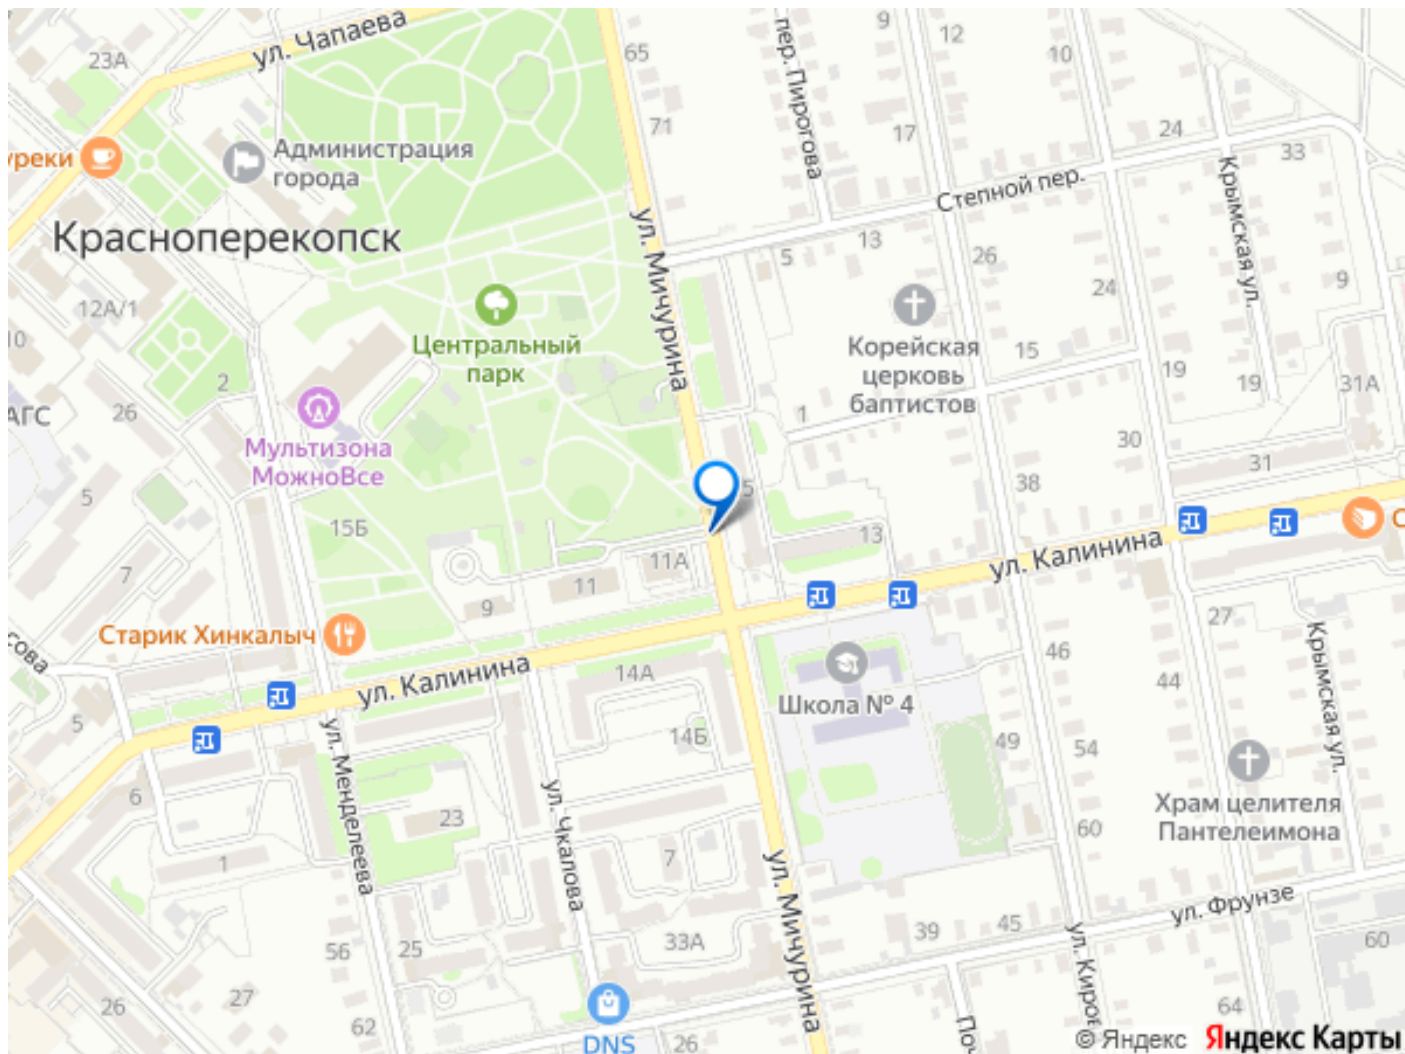 ул. Чапаева
23А
65
пер. Пирогова
9
12
10
71
17
24
33
уреки
Администрация
города
Степной пер.
Крымская ул.
Красноперекопск
ул. Мичурина
5
13
26
24
9
12А/1
10
Центральный
парк
Корейская
церковь
баптистов
15
19
19
31А
2
26
АГС
Мультизона
МожноВсе
1
30
31
5
38
5
15Б
13
ул. Калинина
7
11А
11
9
27
Старик Хинкалыч
сова
46
Крымская ул.
ул. Калинина
14А
Школа № 4
44
5
14Б
49
54
ул. Менделеева
6
23
ул. Чкалова
Храм целителя
Пантелеимона
60
1
7
ул. Мичурина
ул. Фрунзе
56
25
33А
39
45
60
27
26
62
DNS
26
64
© Яндекс
Яндекс Карты